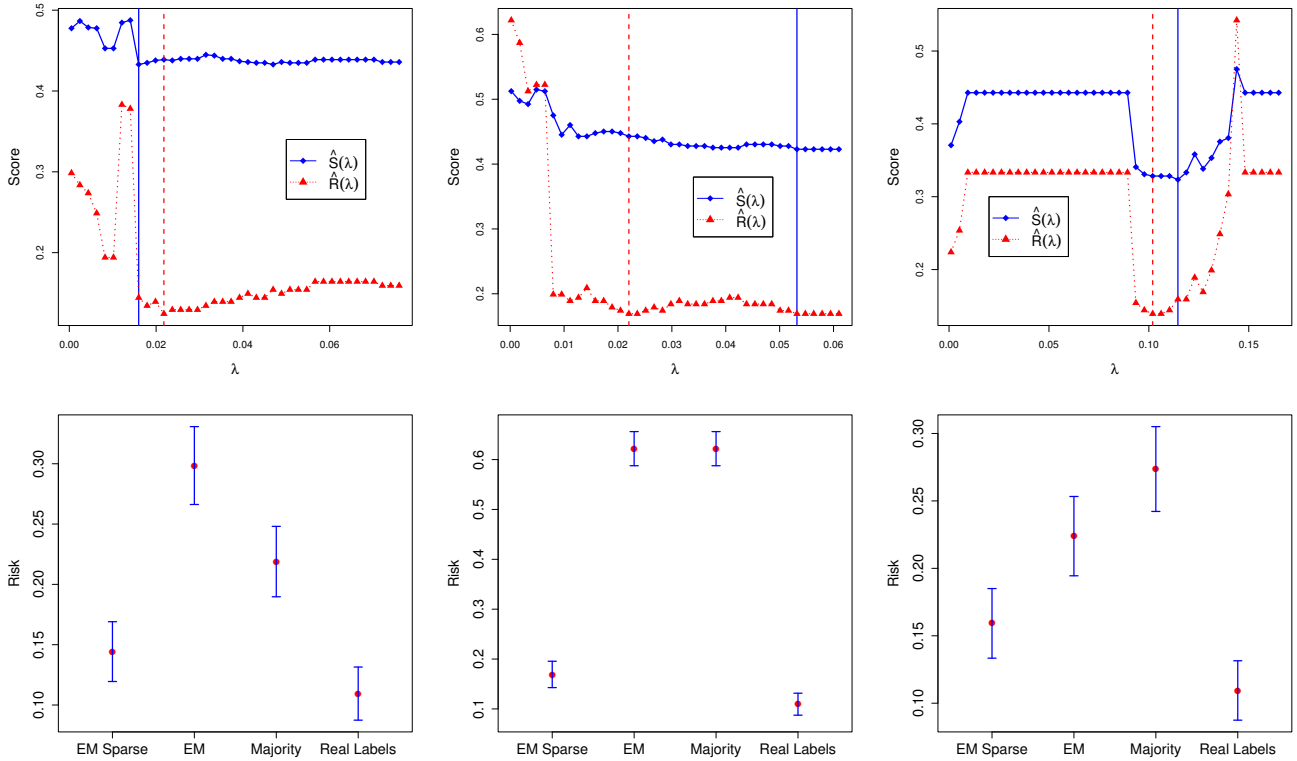 0.5
0.4
0.3
0.2
Score
Ŝ(λ)
R̂(λ)
0.00 0.02 0.04 0.06
λ
0.6
0.5
0.4
0.3
0.2
Score
Ŝ(λ)
R̂(λ)
0.00 0.01 0.02 0.03 0.04 0.05 0.06
λ
0.5
0.4
0.3
0.2
Score
Ŝ(λ)
R̂(λ)
0.00 0.05 0.10 0.15
λ
0.30
0.25
0.20
0.15
0.10
Risk
EM Sparse EM Majority Real Labels
0.6
0.5
0.4
0.3
0.2
0.1
Risk
EM Sparse EM Majority Real Labels
0.30
0.25
0.20
0.15
0.10
Risk
EM Sparse EM Majority Real Labels